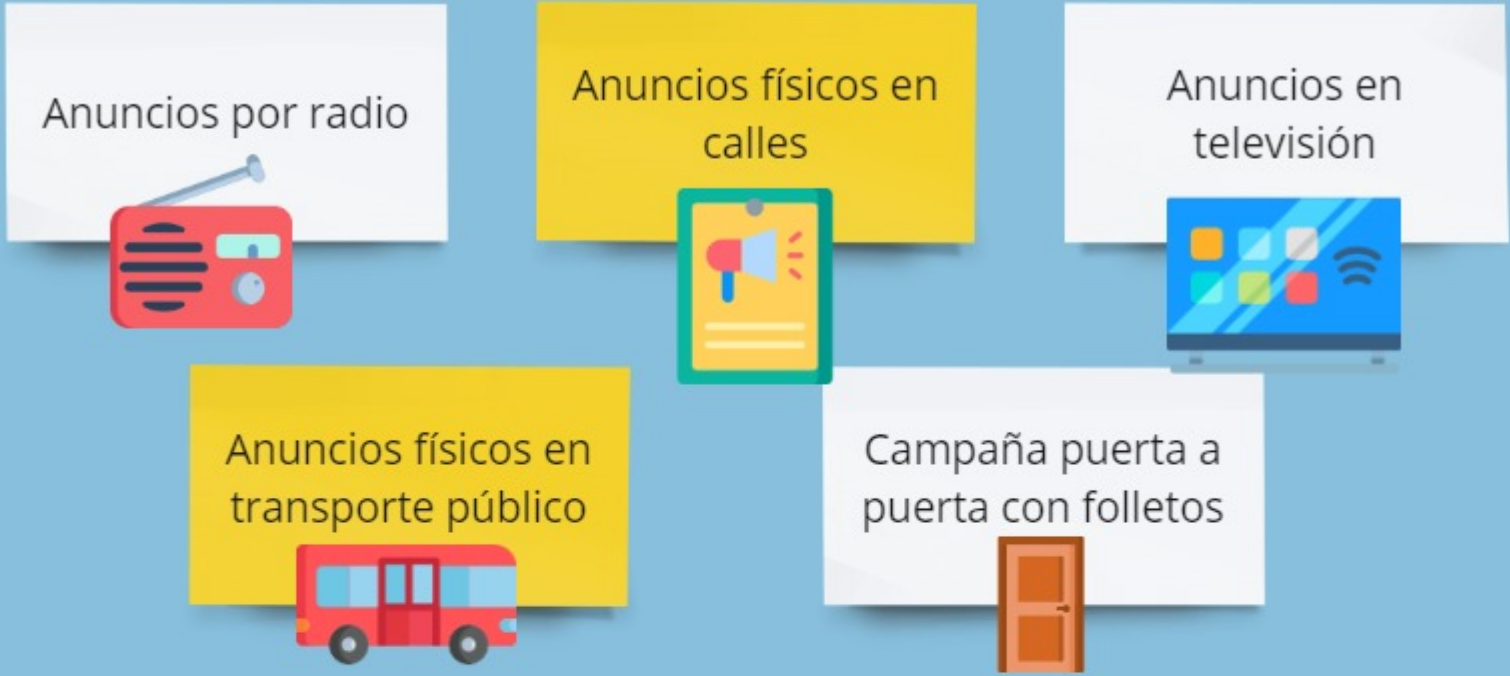 Anuncios por radio
Anuncios físicos en
calles
Anuncios en
televisión
Anuncios físicos en
transporte público
Campaña puerta a
puerta con folletos